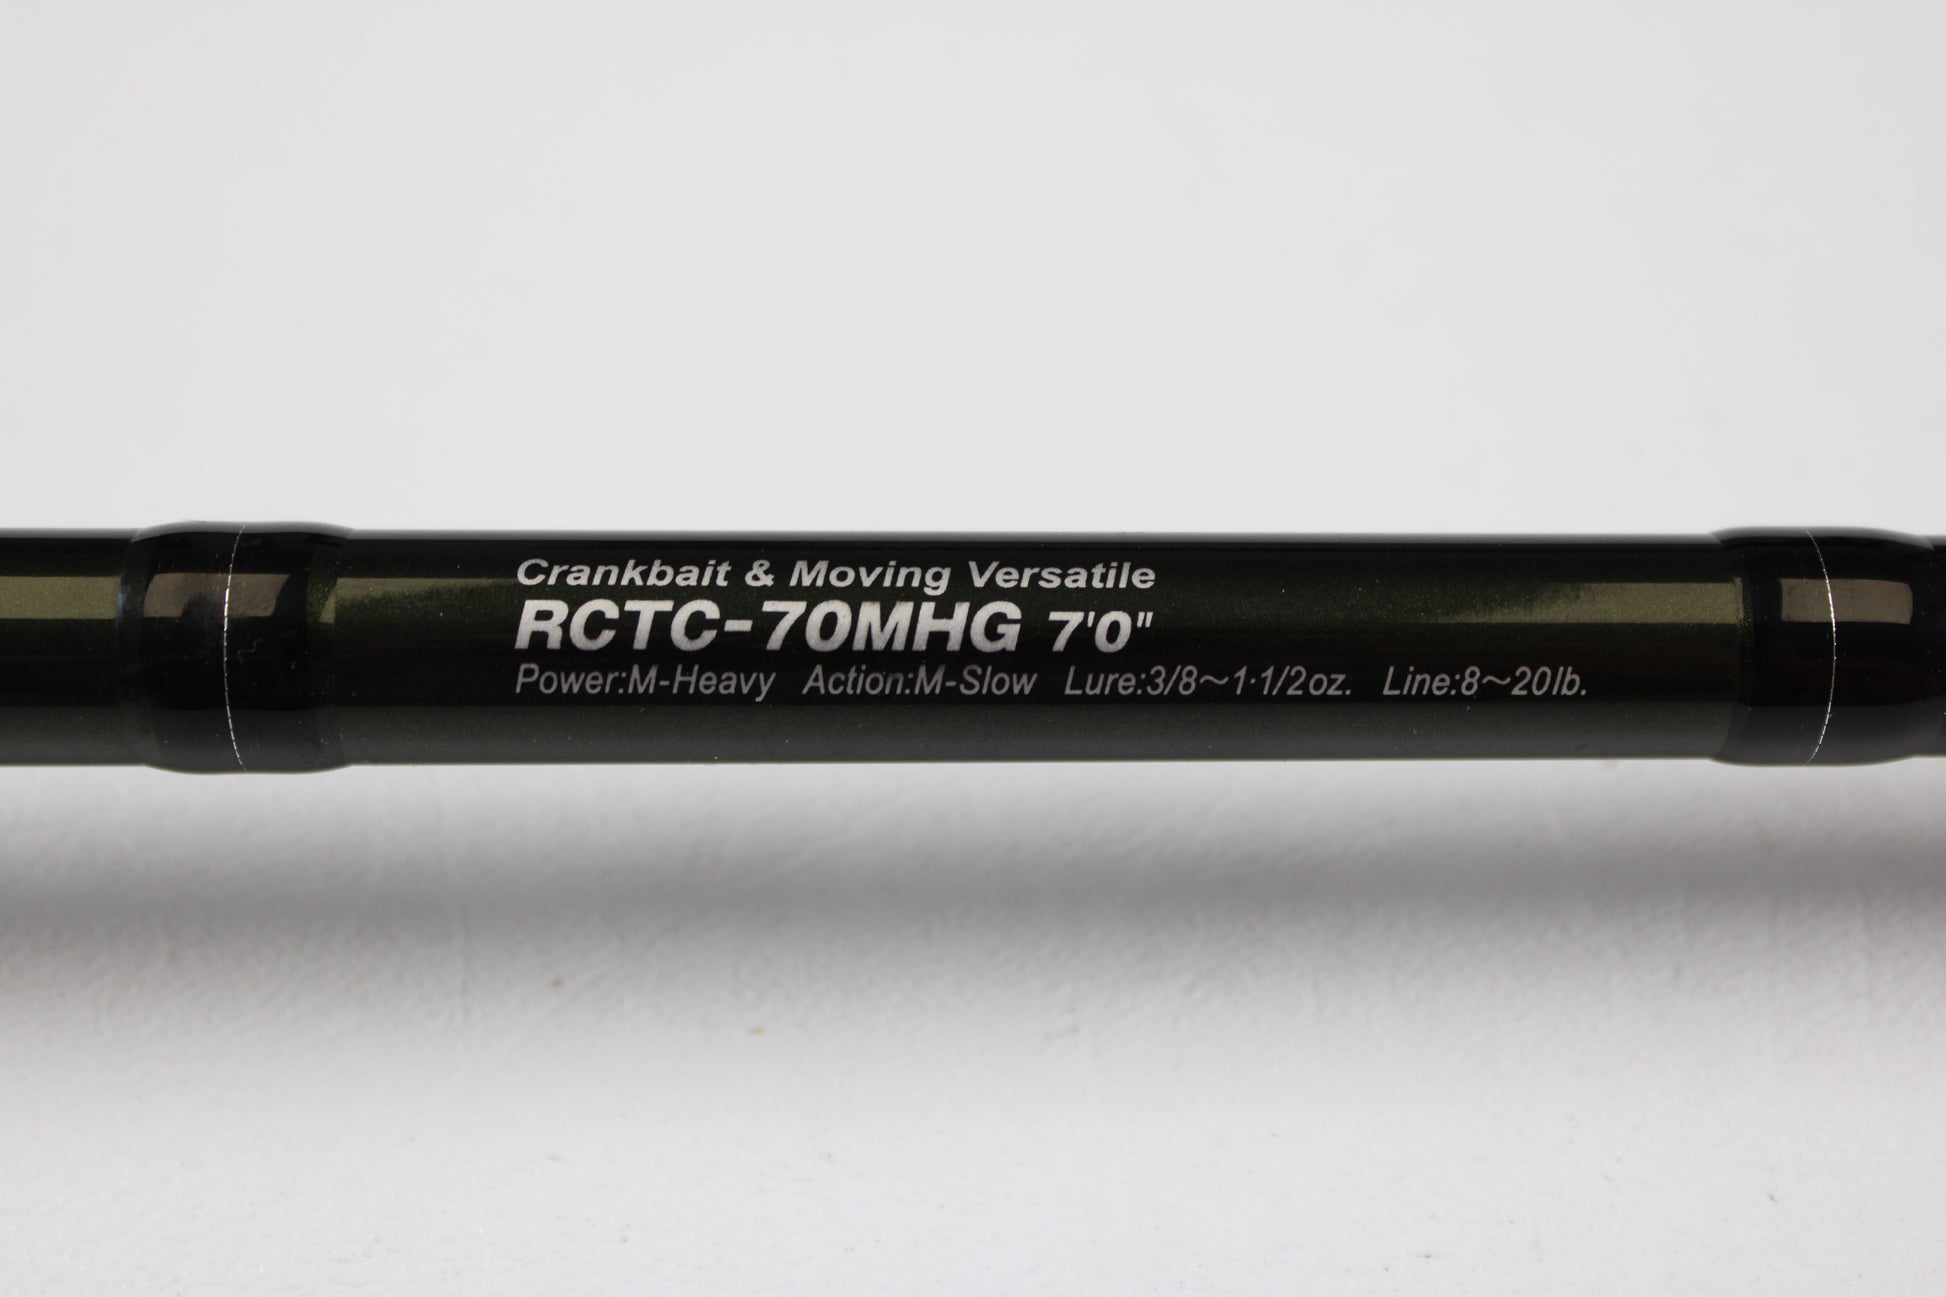 Crankbait & Moving Versatile
RCTC-70MHG 7'0"
Power:M-Heavy Action:M-Slow Lure:3/8~1·1/2oz. Line:8~20lb.